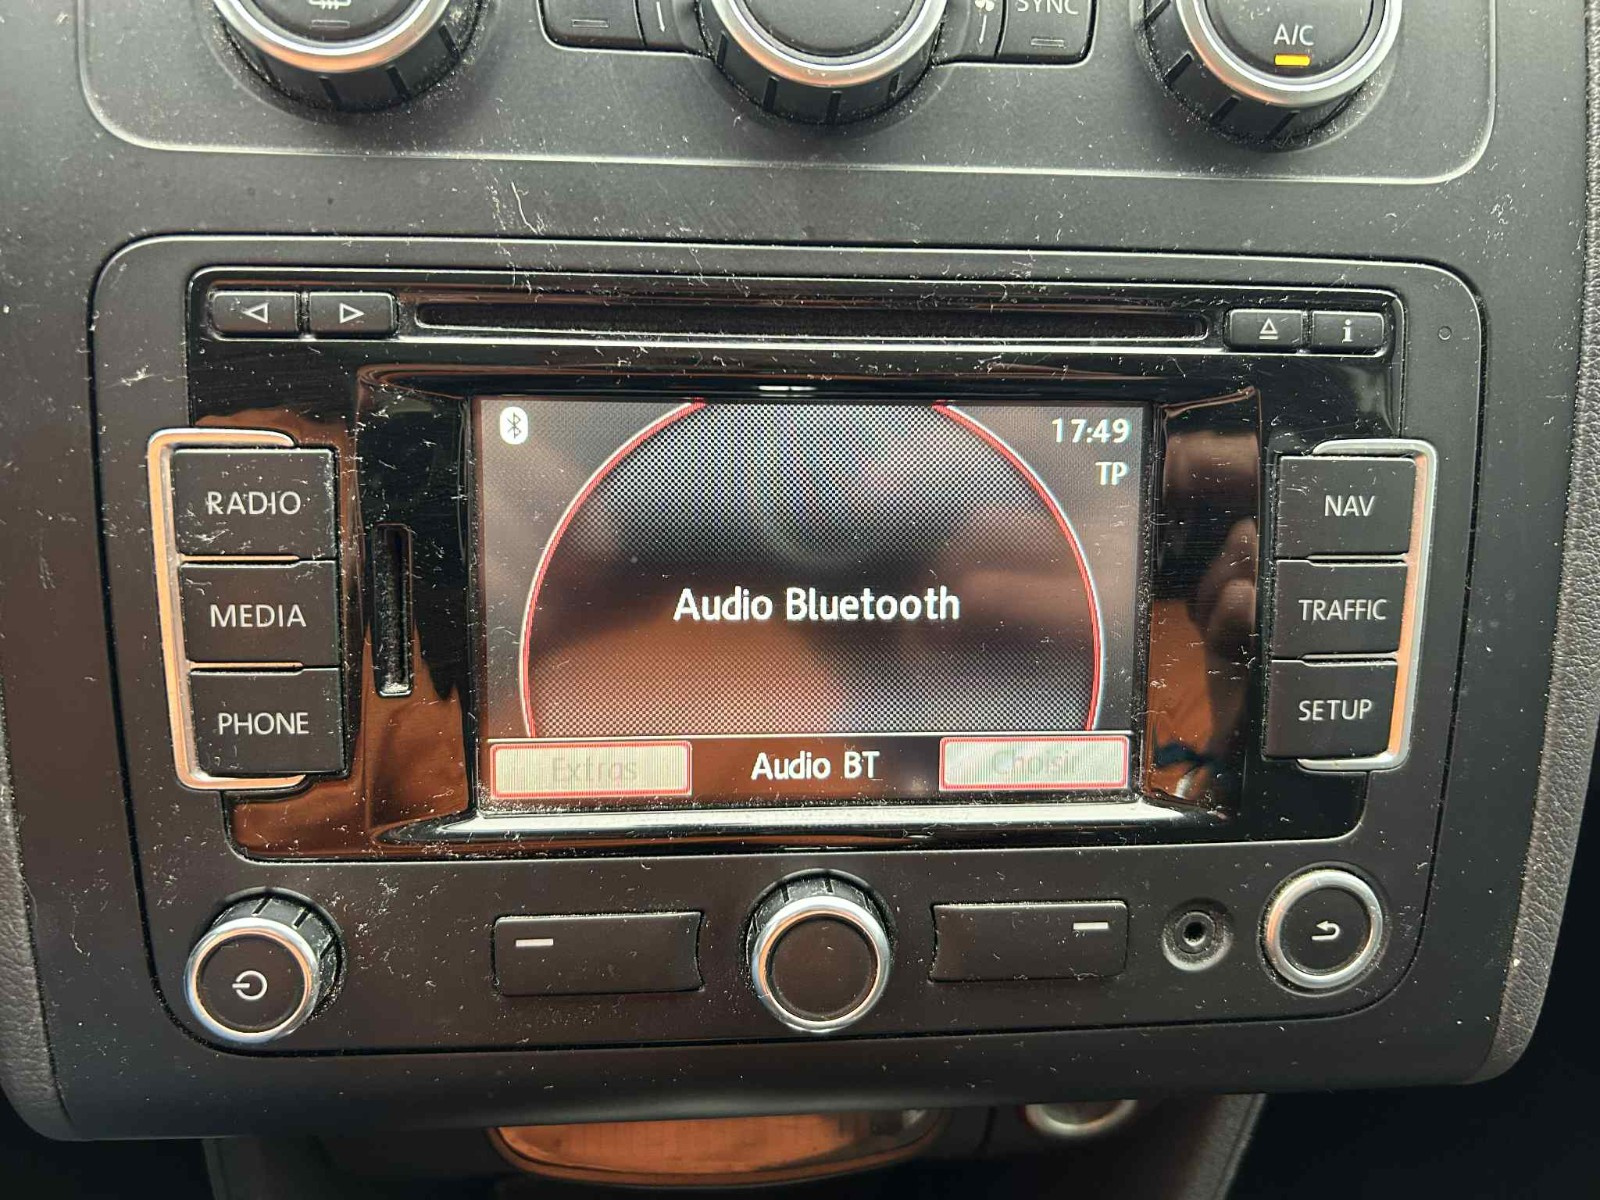 SYNC
A/C
i
17:49
TP
RADIO
NAV
MEDIA
Audio Bluetooth
TRAFFIC
PHONE
SETUP
Extras
Audio BT
Choisir